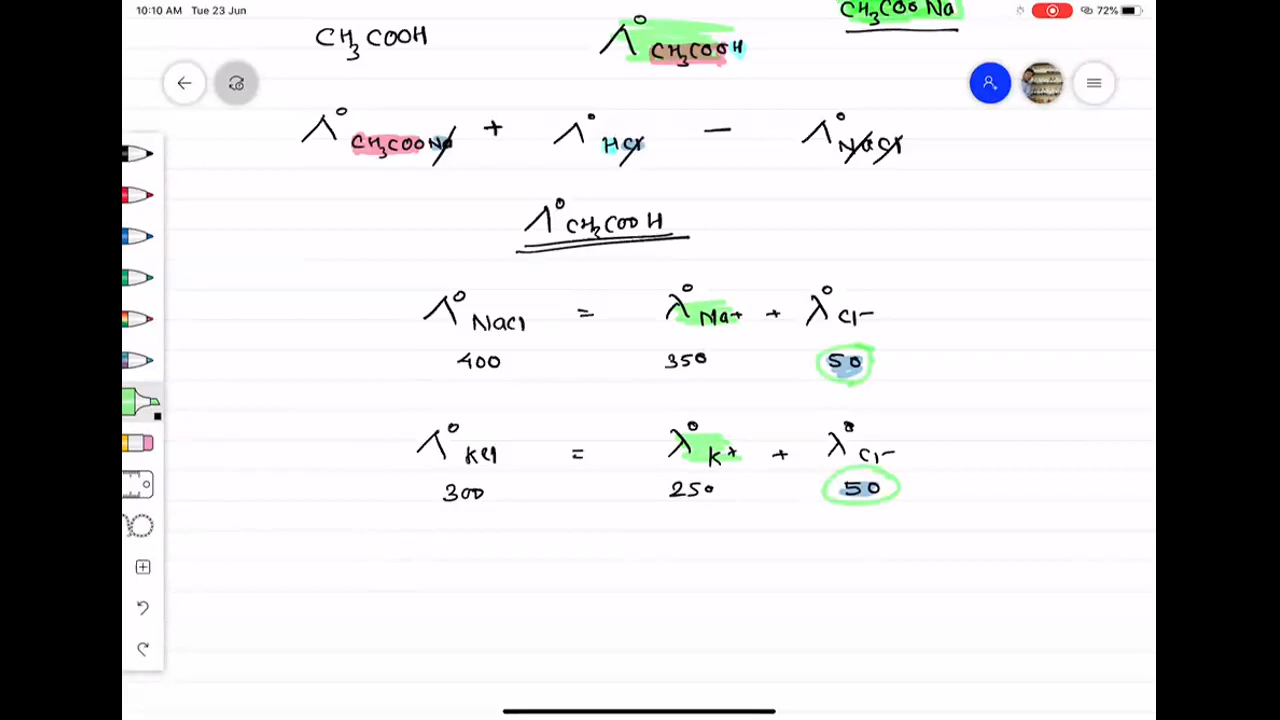 10:10 AM Tue 23 Jun 72%
CH₃COONa
CH₃COOH Λ° CH₃COOH
Λ° CH₃COONa + Λ° HCl − Λ° NaCl
Λ° CH₃COOH
Λ° NaCl = λ° Na+ + λ° Cl−
400 350 50
Λ° KCl = λ° K+ + λ° Cl−
300 250 50